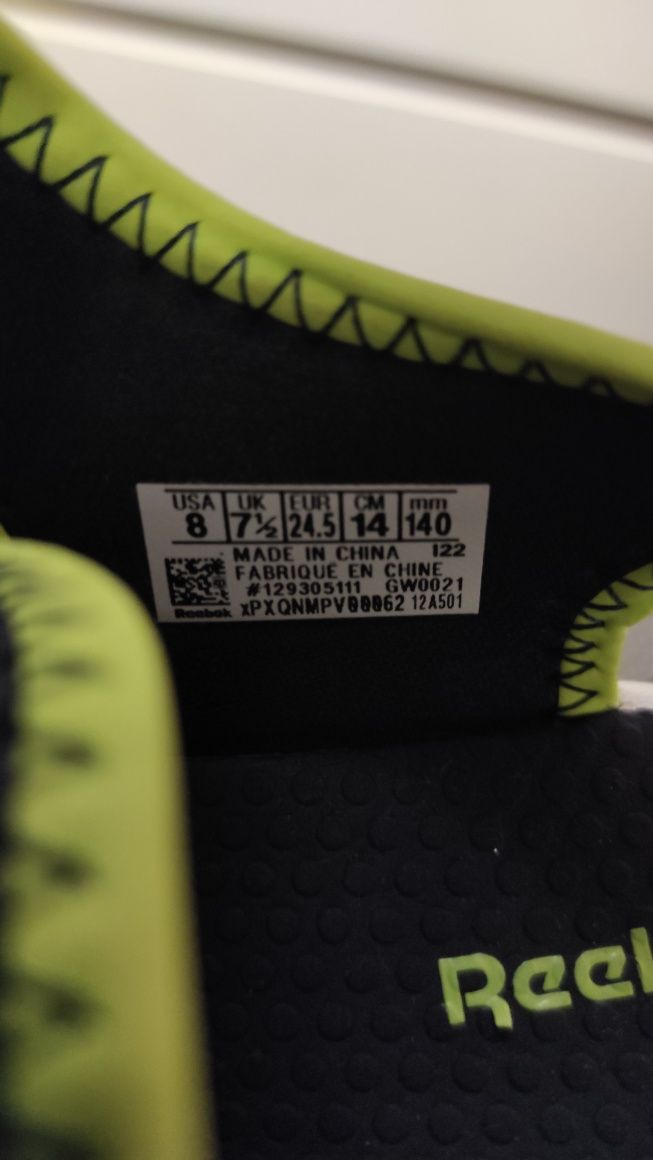 USA UK EUR CM mm
8 7½ 24.5 14 140
MADE IN CHINA 122
FABRIQUE EN CHINE
#129305111 GW0021
Reebok xPXQNMPV00062 12A501
Reeb